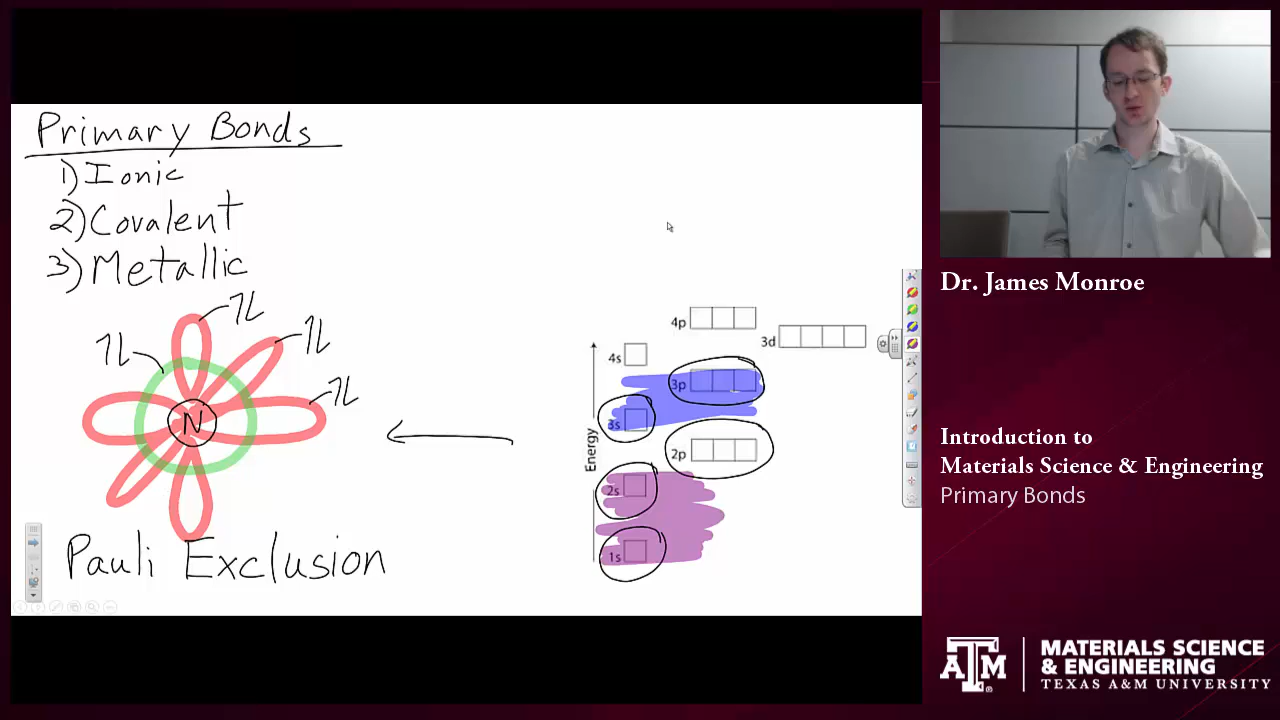 Primary Bonds
1) Ionic
2) Covalent
3) Metallic
1L
1L
1L
1L
N
Pauli Exclusion
4p
3d
4s
3p
3s
2p
2s
1s
Energy
Dr. James Monroe
Introduction to
Materials Science & Engineering
Primary Bonds
ATM
MATERIALS SCIENCE
& ENGINEERING
TEXAS A&M UNIVERSITY